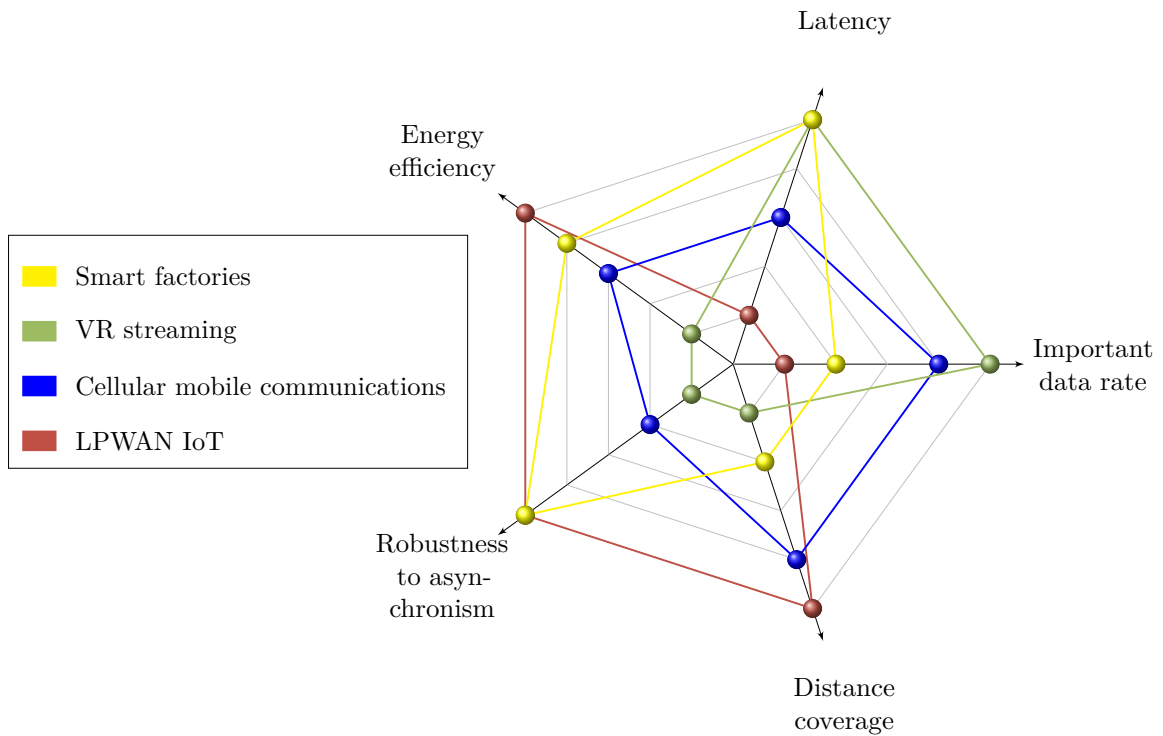 Latency
Energy
efficiency
Smart factories
VR streaming
Cellular mobile communications
LPWAN IoT
Important
data rate
Robustness
to asyn-
chronism
Distance
coverage